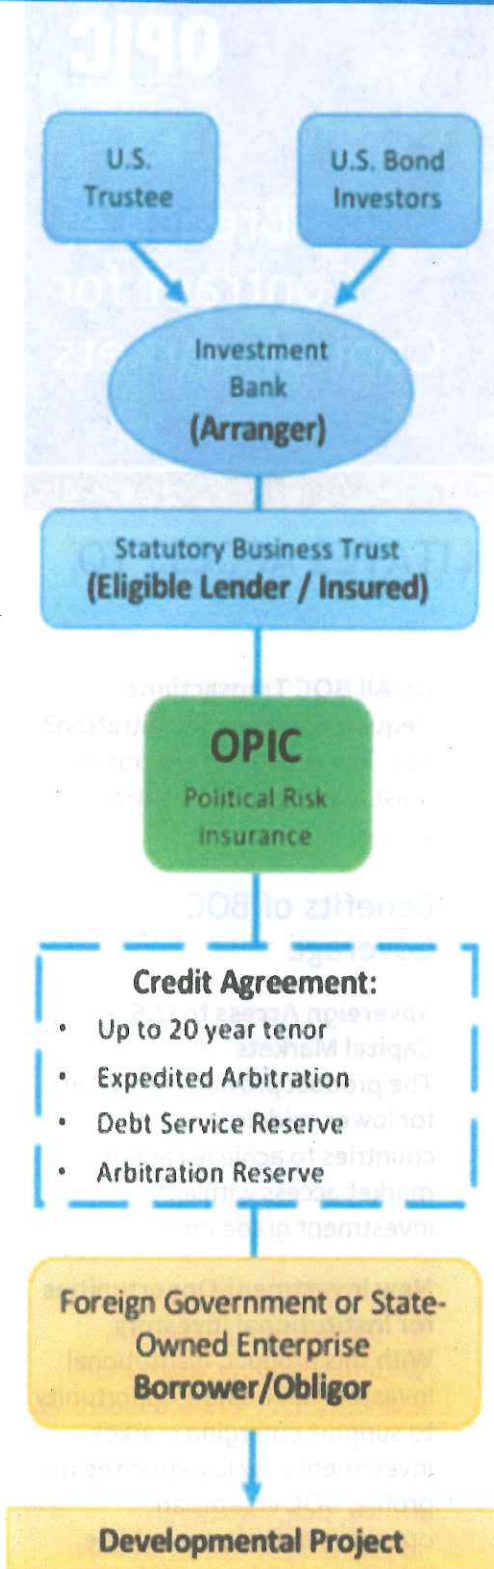 U.S.
Trustee
U.S. Bond
Investors
Investment
Bank
(Arranger)
Statutory Business Trust
(Eligible Lender / Insured)
OPIC
Political Risk
Insurance
Credit Agreement:
• Up to 20 year tenor
• Expedited Arbitration
• Debt Service Reserve
• Arbitration Reserve
Foreign Government or State-
Owned Enterprise
Borrower/Obligor
Developmental Project